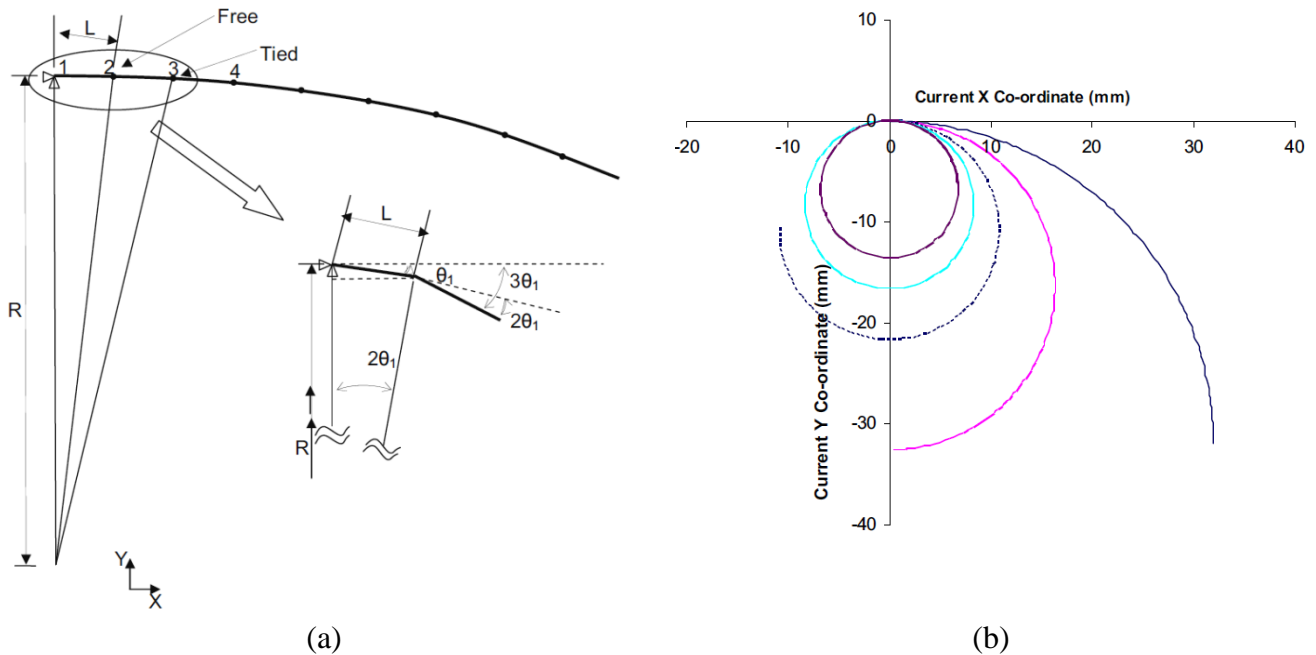 Free
L
Tied
1 2 3 4
R
L
θ₁
3θ₁
2θ₁
2θ₁
R
Y
X
(a)
10
Current X Co-ordinate (mm)
0
-20 -10 0 10 20 30 40
-10
-20
-30
-40
Current Y Co-ordinate (mm)
(b)